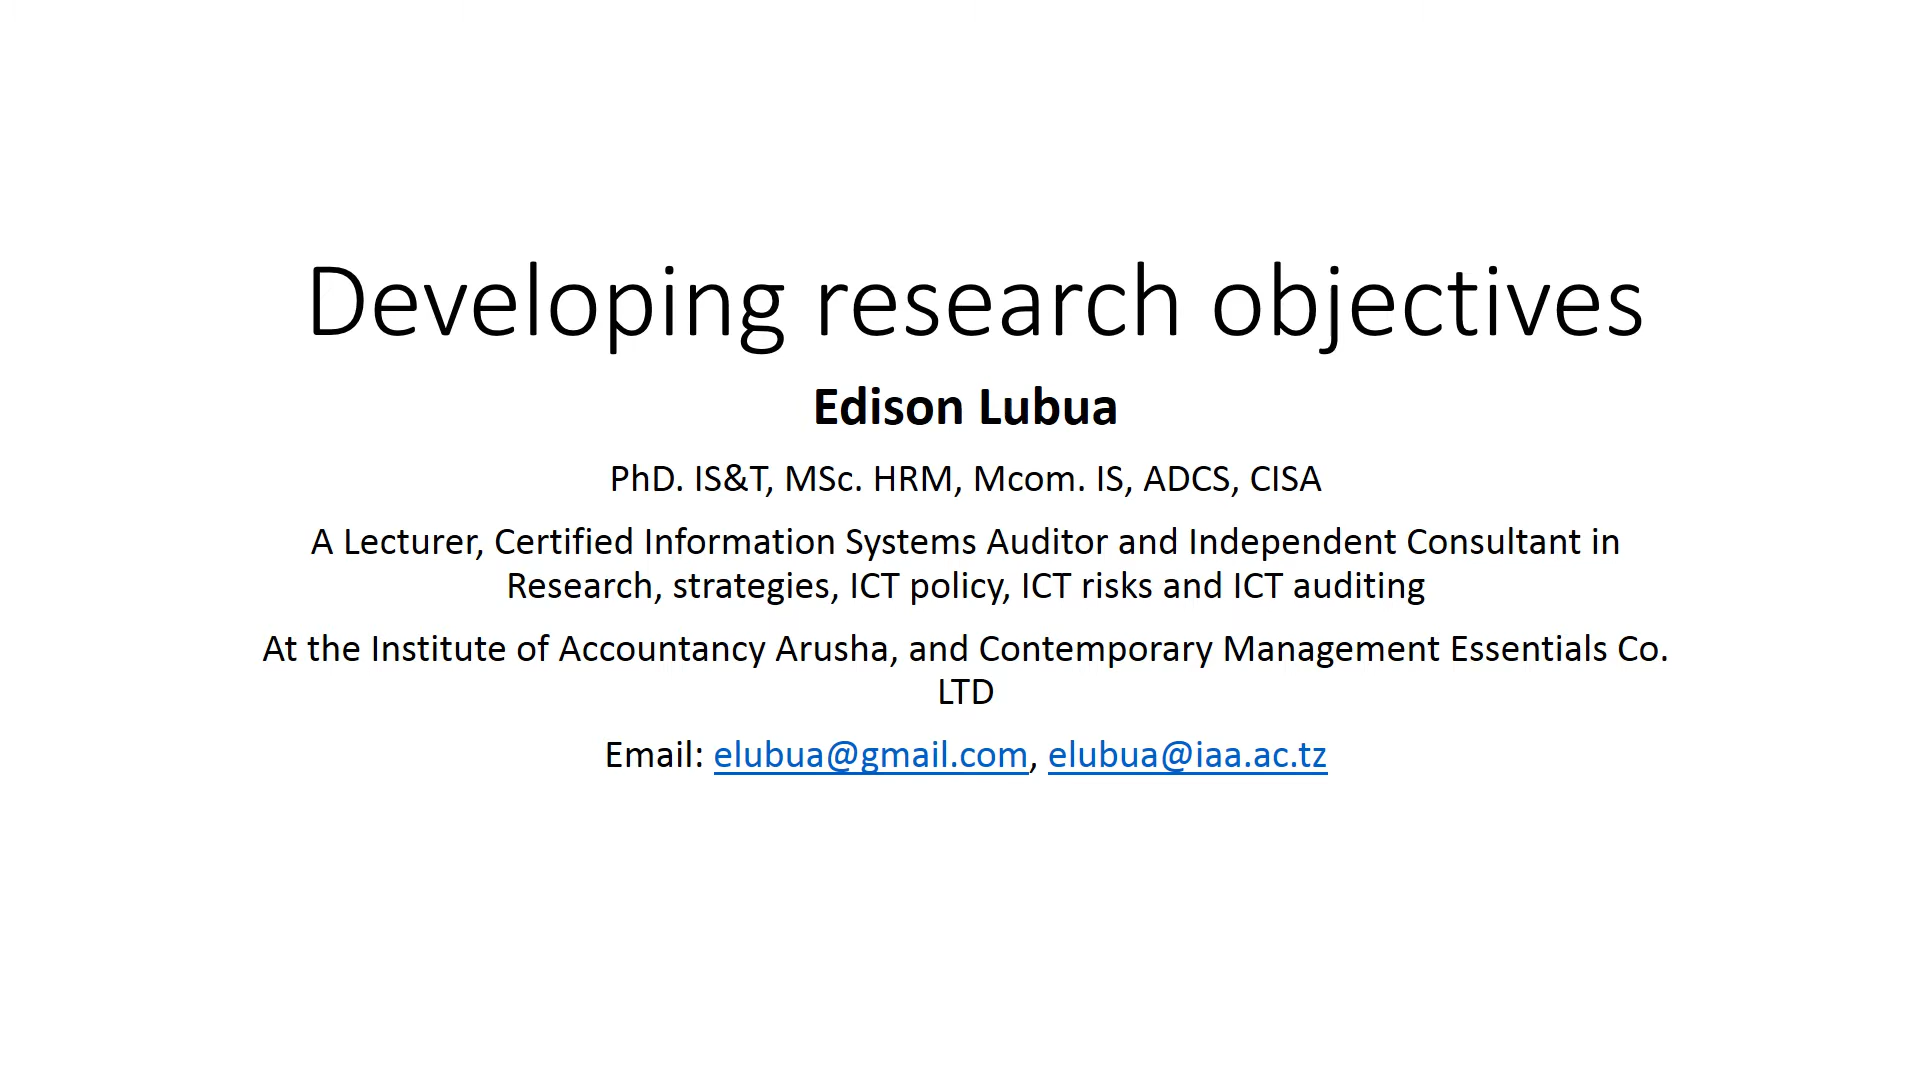 Developing research objectives
Edison Lubua
PhD. IS&T, MSc. HRM, Mcom. IS, ADCS, CISA
A Lecturer, Certified Information Systems Auditor and Independent Consultant in
Research, strategies, ICT policy, ICT risks and ICT auditing
At the Institute of Accountancy Arusha, and Contemporary Management Essentials Co.
LTD
Email: elubua@gmail.com, elubua@iaa.ac.tz